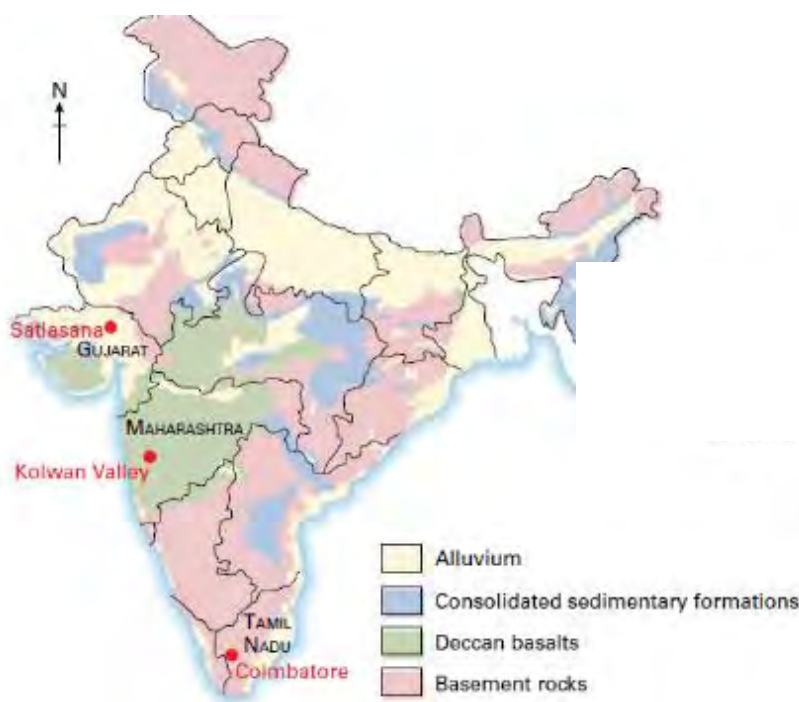 N
Satlasana
GUJARAT
MAHARASHTRA
Kolwan Valley
TAMIL
NADU
Coimbatore
Alluvium
Consolidated sedimentary formations
Deccan basalts
Basement rocks